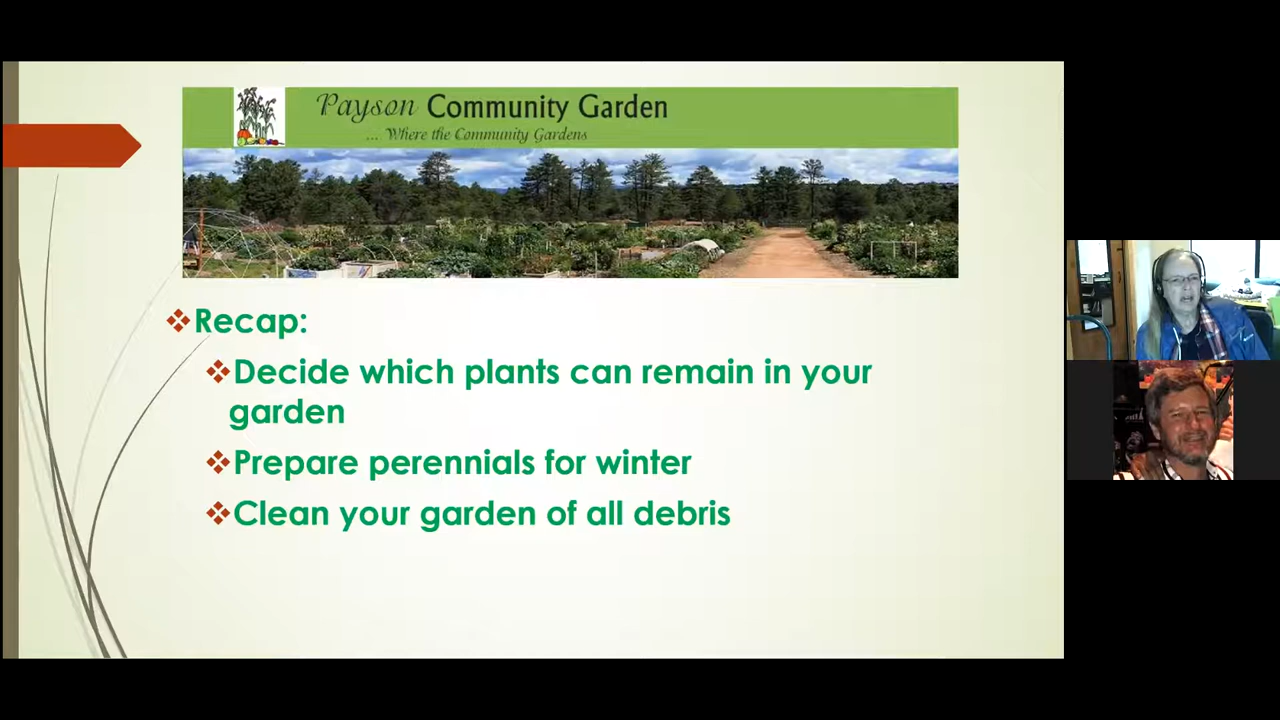 Payson Community Garden
... Where the Community Gardens
Recap:
Decide which plants can remain in your
garden
Prepare perennials for winter
Clean your garden of all debris